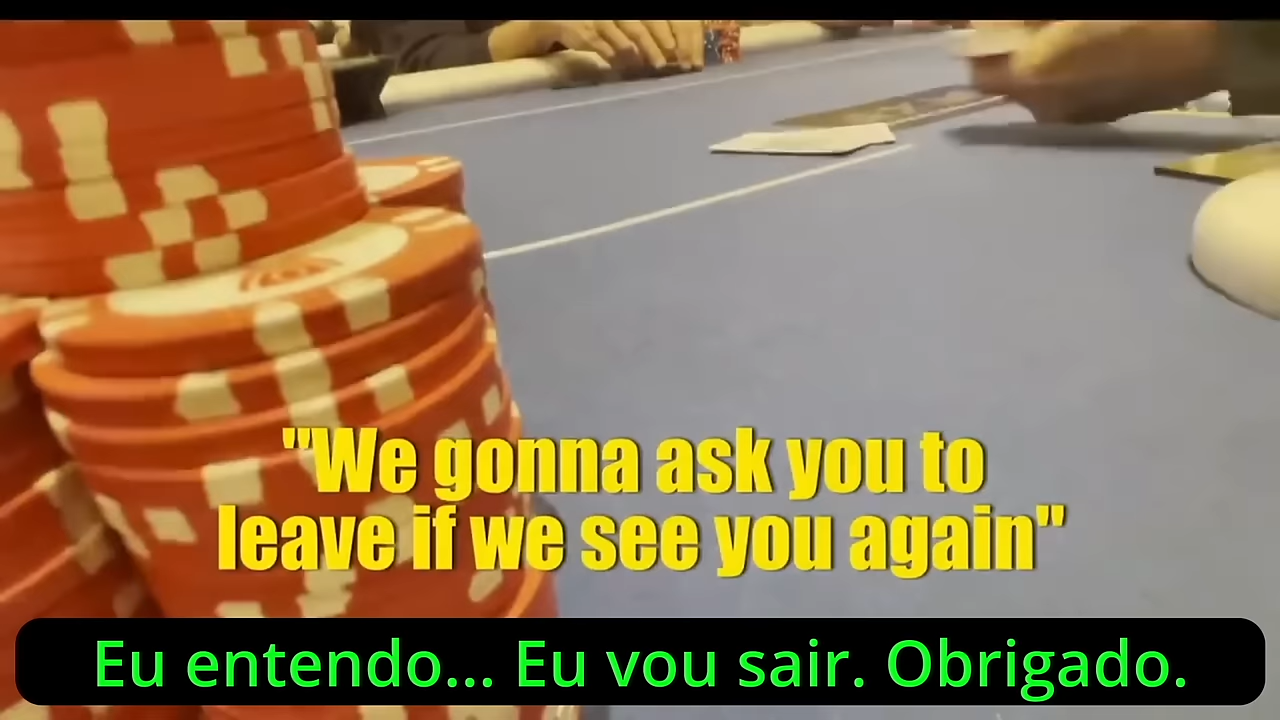 "We gonna ask you to
leave if we see you again"
Eu entendo... Eu vou sair. Obrigado.